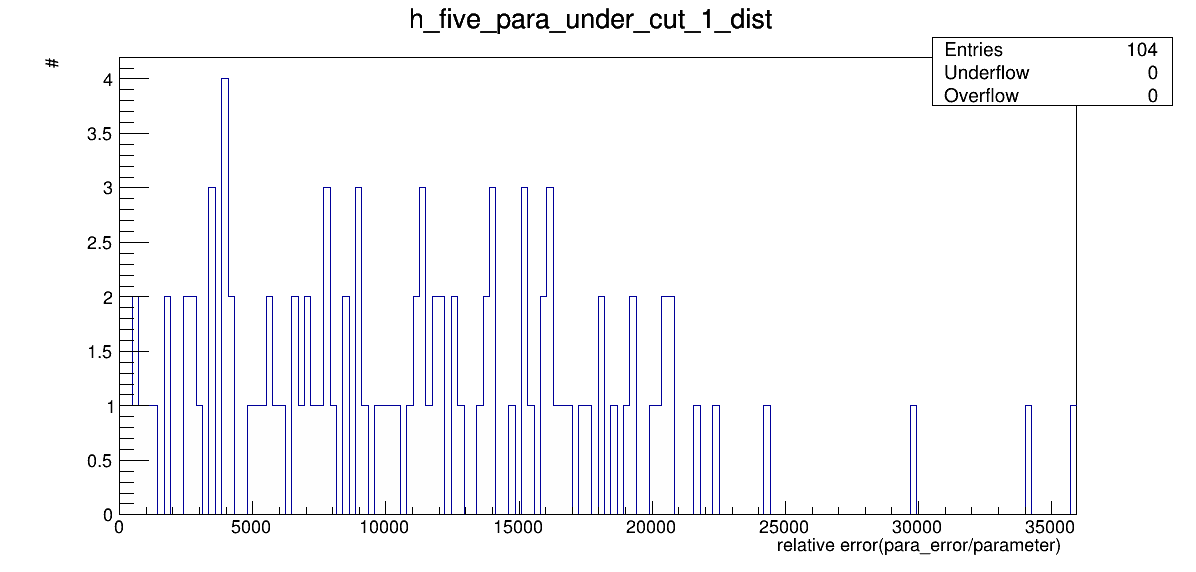 h_five_para_under_cut_1_dist
#
Entries 104
Underflow 0
Overflow 0
4
3.5
3
2.5
2
1.5
1
0.5
0
0 5000 10000 15000 20000 25000 30000 35000
relative error(para_error/parameter)